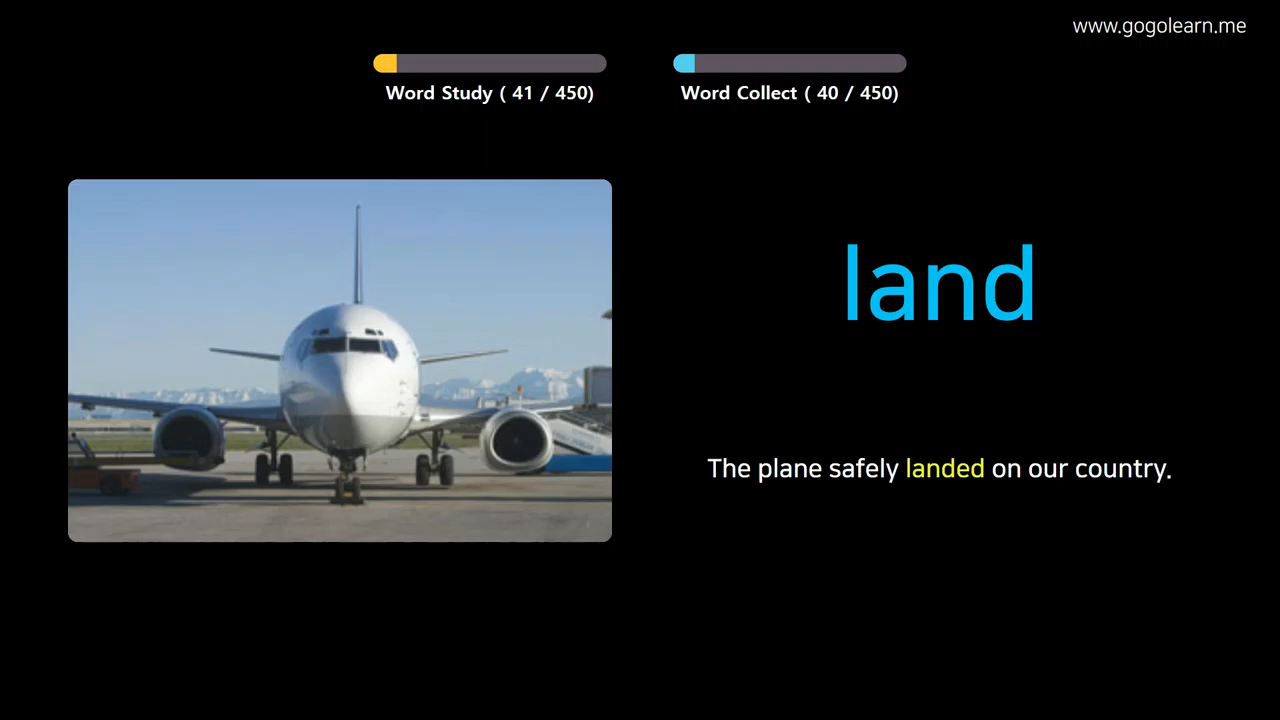 www.gogolearn.me
Word Study ( 41 / 450)
Word Collect ( 40 / 450)
land
The plane safely landed on our country.